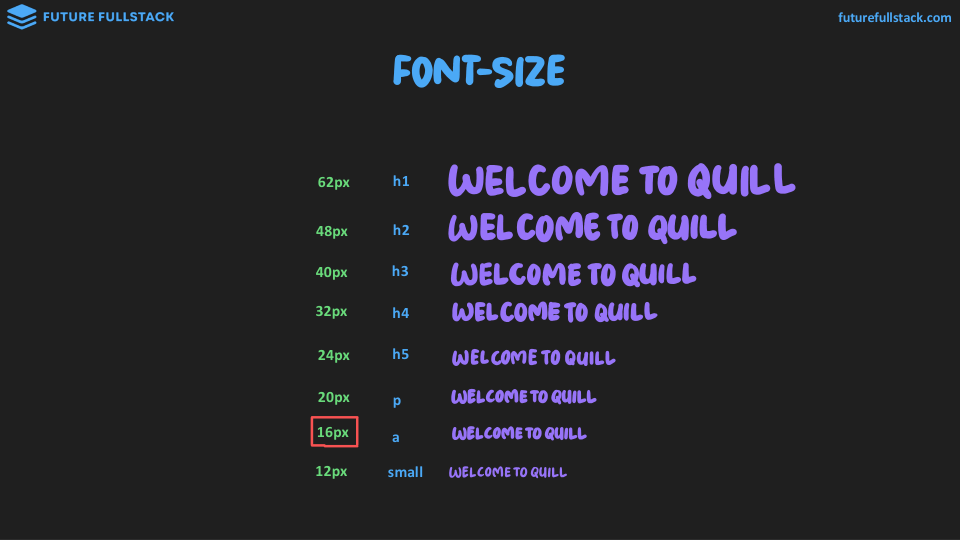 FUTURE FULLSTACK
futurefullstack.com
FONT-SIZE
62px h1 WELCOME TO QUILL
48px h2 WELCOME TO QUILL
40px h3 WELCOME TO QUILL
32px h4 WELCOME TO QUILL
24px h5 WELCOME TO QUILL
20px p WELCOME TO QUILL
16px a WELCOME TO QUILL
12px small WELCOME TO QUILL